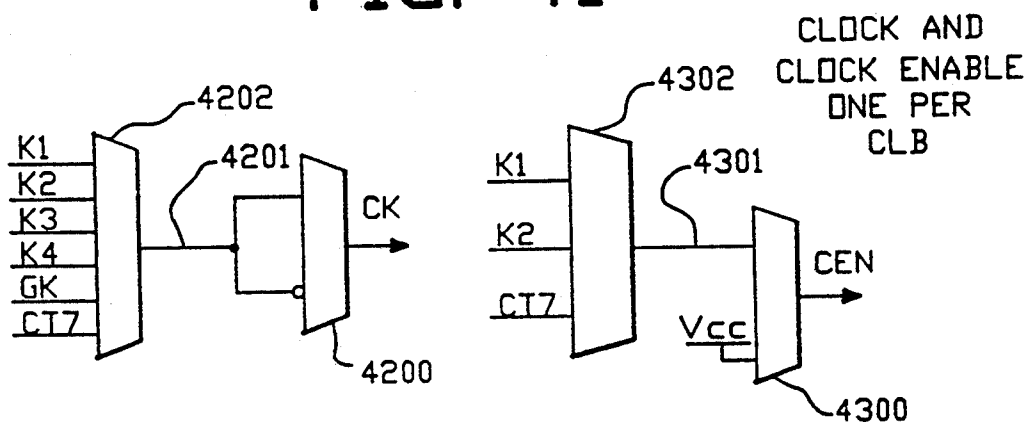 CLOCK AND
CLOCK ENABLE
ONE PER
CLB
4202
K1
K2
K3
K4
GK
CT7
4201
CK
4200
4302
K1
K2
CT7
4301
Vcc
CEN
4300